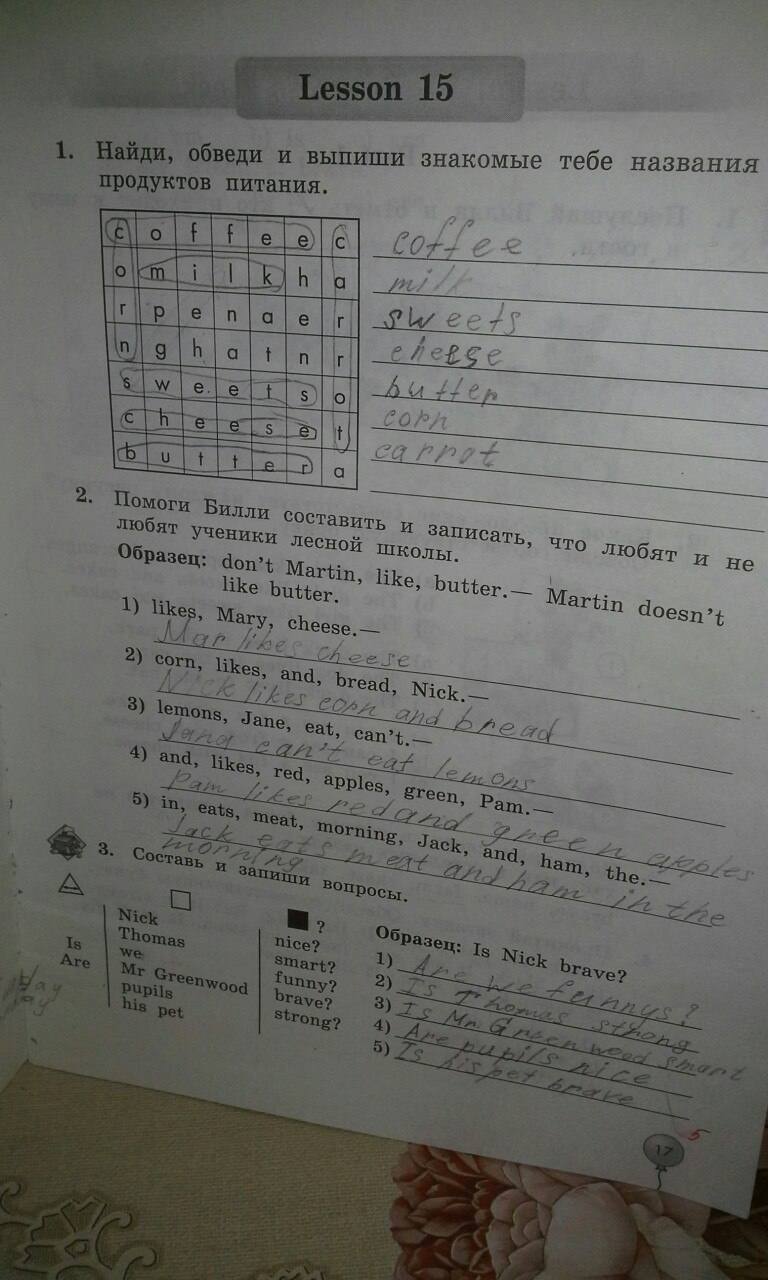 Lesson 15
1. Найди, обведи и выпиши знакомые тебе названия
продуктов питания.
c o f f e e c
o m i l k h a
r p e n a e r
n g h a t n r
s w e e t s o
c h e e s e t
b u t t e r a
coffee
milk
sweets
cheese
butter
corn
carrot
2. Помоги Билли составить и записать, что любят и не
любят ученики лесной школы.
Образец: don't Martin, like, butter.— Martin doesn't
like butter.
1) likes, Mary, cheese.—
Mar likes cheese
2) corn, likes, and, bread, Nick.—
Nick likes corn and bread
3) lemons, Jane, eat, can't.—
Jana can't eat lemons
4) and, likes, red, apples, green, Pam.—
Pam likes red and green apples
5) in, eats, meat, morning, Jack, and, ham, the.—
Jack eats meat and ham in the
morning
3. Составь и запиши вопросы.
Is
Are
Nick
Thomas
we
Mr Greenwood
pupils
his pet
?
nice?
smart?
funny?
brave?
strong?
Образец: Is Nick brave?
1) Are we funnys?
2) Is Thomas strong
3) Is Mr. Green wood smart
4) Are pupils nice
5) Is his pet brave
5
17